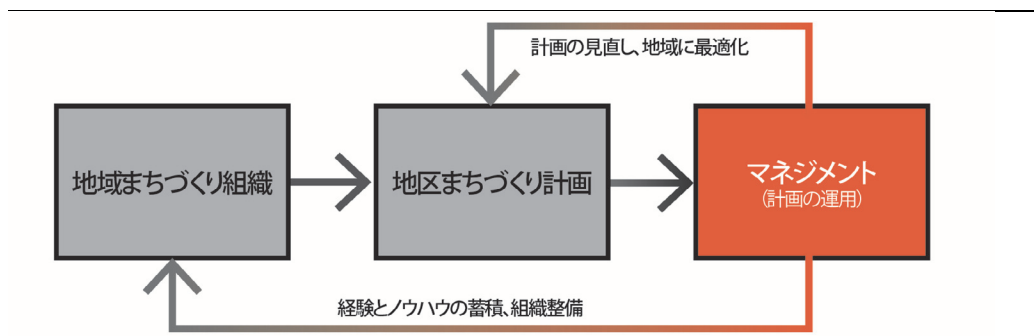 計画の見直し、地域に最適化
地域まちづくり組織
地区まちづくり計画
マネジメント
(計画の運用)
経験とノウハウの蓄積、組織整備